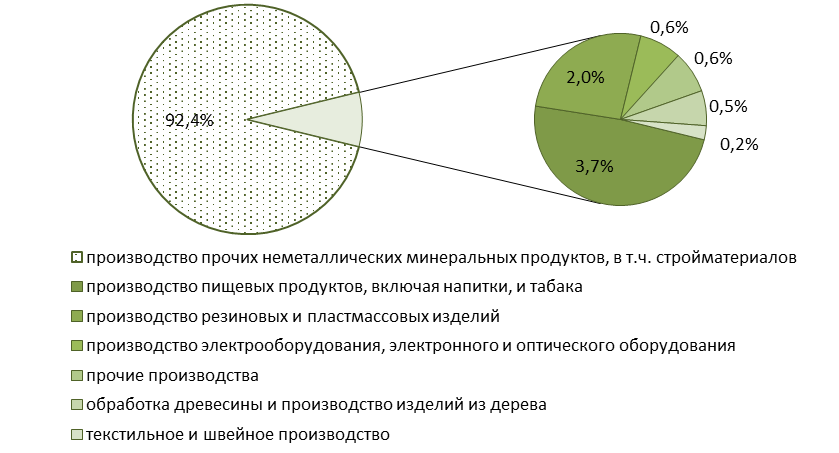 0,6%
0,6%
2,0%
0,5%
92,4%
0,2%
3,7%
производство прочих неметаллических минеральных продуктов, в т.ч. стройматериалов
производство пищевых продуктов, включая напитки, и табака
производство резиновых и пластмассовых изделий
производство электрооборудования, электронного и оптического оборудования
прочие производства
обработка древесины и производство изделий из дерева
текстильное и швейное производство